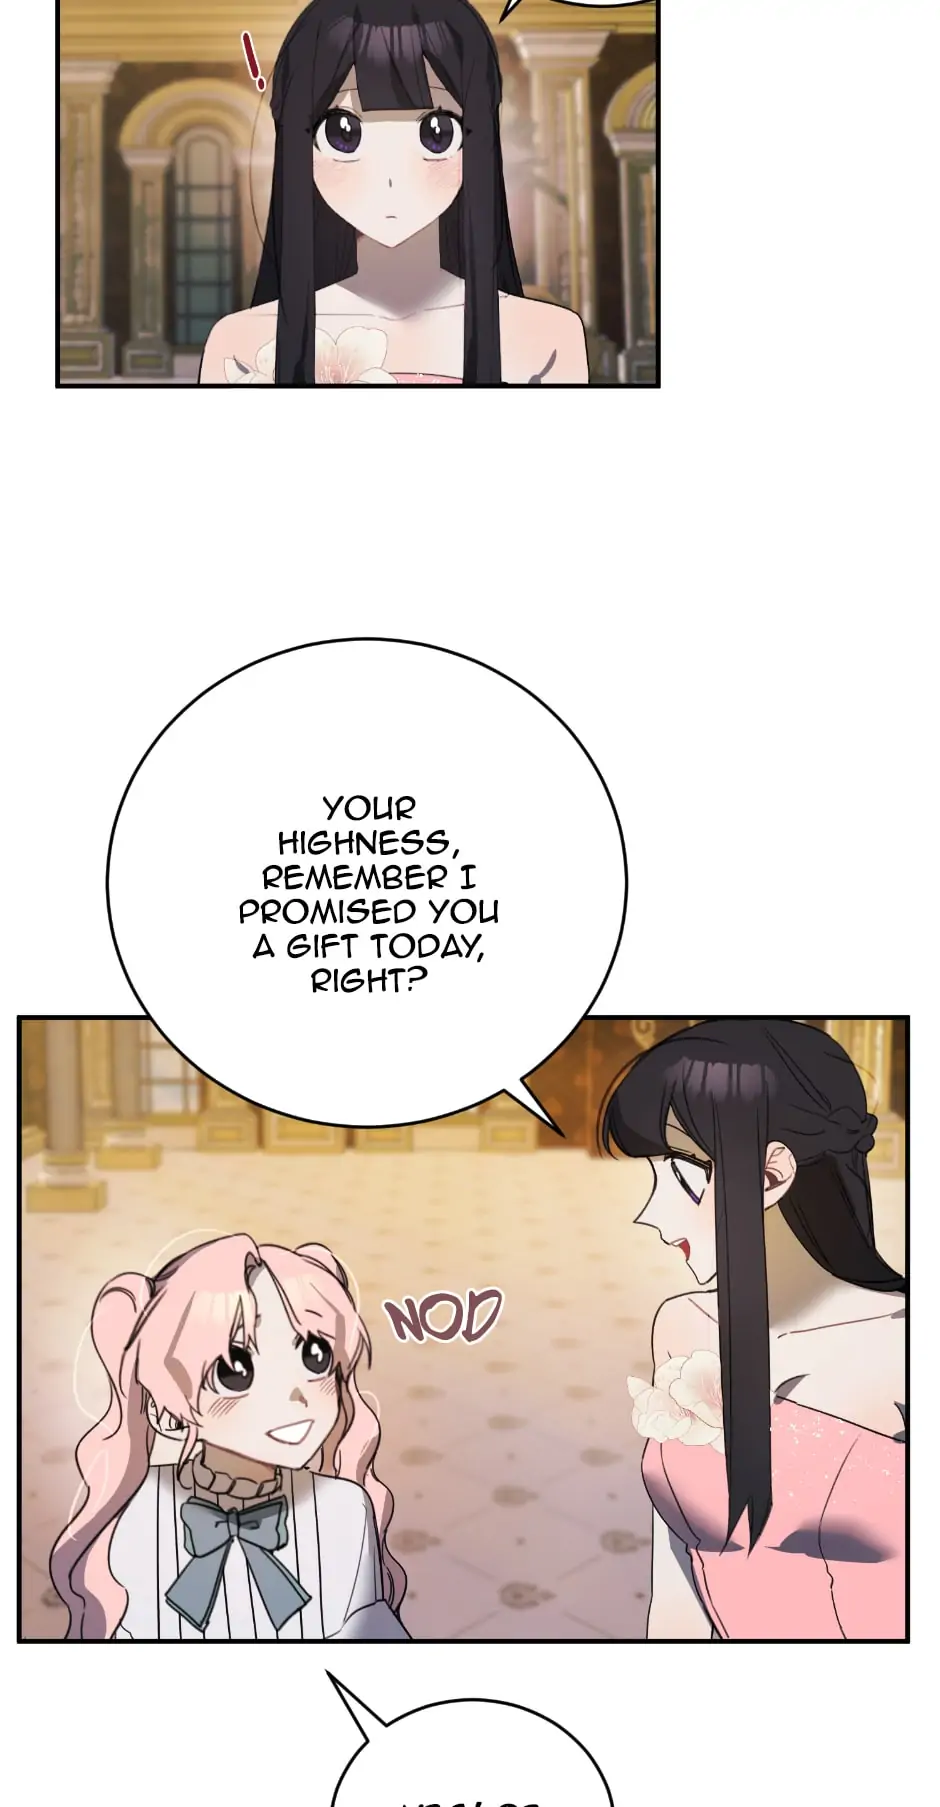 !
YOUR
HIGHNESS,
REMEMBER I
PROMISED YOU
A GIFT TODAY,
RIGHT?
NOD